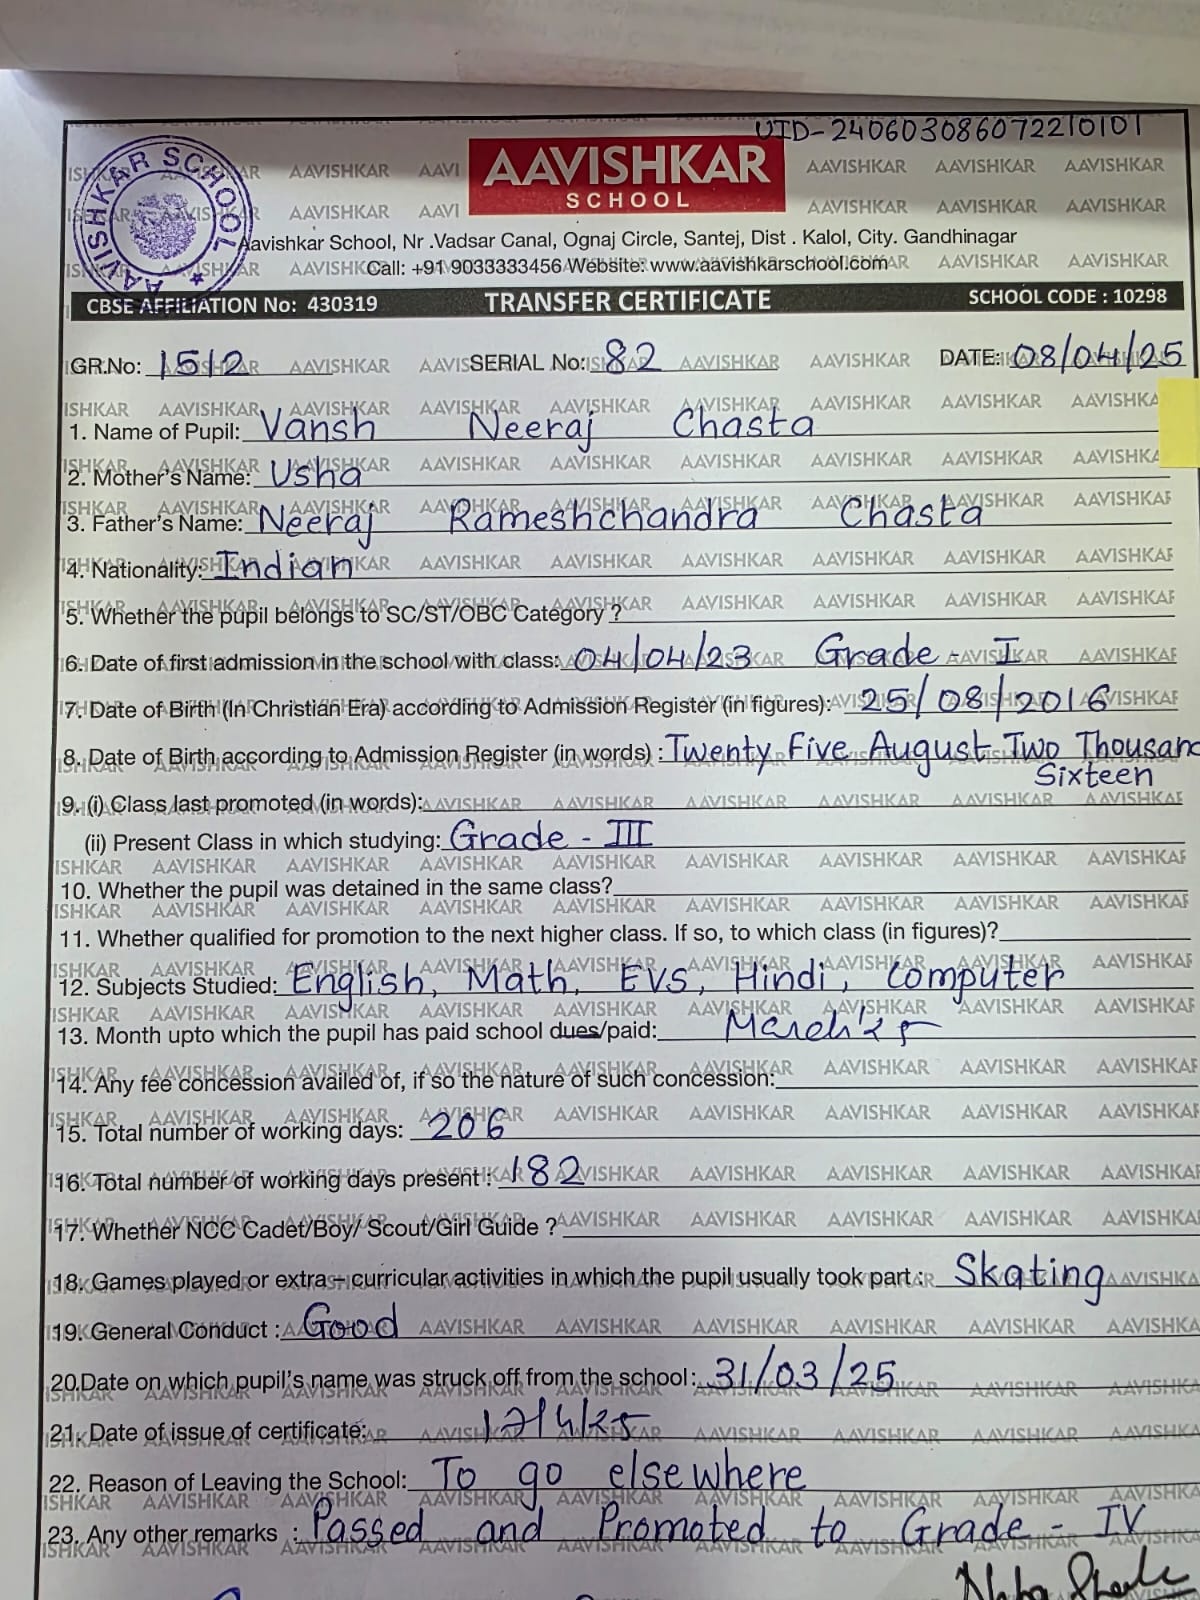 UID-240603086072210101
AAVISHKAR SCHOOL
AAVISHKAR
SCHOOL
Aavishkar School, Nr .Vadsar Canal, Ognaj Circle, Santej, Dist . Kalol, City. Gandhinagar
Call: +91 9033333456 Website: www.aavishkarschool.com
CBSE AFFILIATION No: 430319 TRANSFER CERTIFICATE SCHOOL CODE : 10298
GR.No: 1512 SERIAL No: 82 DATE: 08/04/25
1. Name of Pupil: Vansh Neeraj Chasta
2. Mother's Name: Usha
3. Father's Name: Neeraj Rameshchandra Chasta
4. Nationality: Indian
5. Whether the pupil belongs to SC/ST/OBC Category ?
6. Date of first admission in the school with class: 04/04/23 Grade - I
7. Date of Birth (In Christian Era) according to Admission Register (in figures): 25/08/2016
8. Date of Birth according to Admission Register (in words) : Twenty Five August Two Thousand
Sixteen
9. (i) Class last promoted (in words):
(ii) Present Class in which studying: Grade - III
10. Whether the pupil was detained in the same class?
11. Whether qualified for promotion to the next higher class. If so, to which class (in figures)?
12. Subjects Studied: English, Math, EVS, Hindi, Computer
13. Month upto which the pupil has paid school dues/paid: March'25
14. Any fee concession availed of, if so the nature of such concession:
15. Total number of working days: 206
16. Total number of working days present : 182
17. Whether NCC Cadet/Boy/ Scout/Girl Guide ?
18. Games played or extra – curricular activities in which the pupil usually took part : Skating
19. General Conduct : Good
20.Date on which pupil's name was struck off from the school: 31/03/25
21. Date of issue of certificate:
22. Reason of Leaving the School: To go elsewhere
23. Any other remarks : Passed and Promoted to Grade - IV